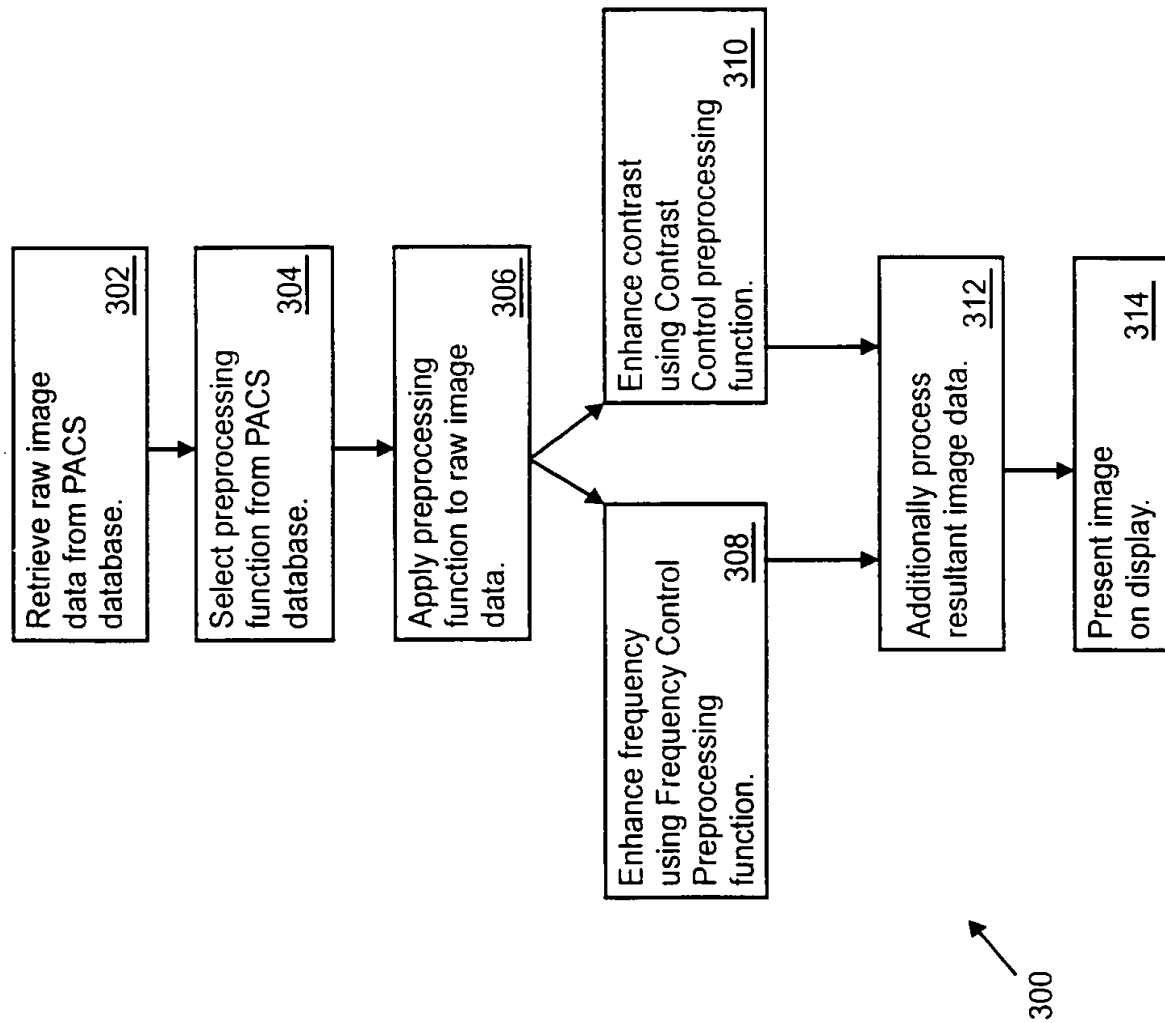 Retrieve raw image
data from PACS
database.
302
Select preprocessing
function from PACS
database.
304
Apply preprocessing
function to raw image
data.
306
Enhance frequency
using Frequency Control
Preprocessing
function.
308
Enhance contrast
using Contrast
Control preprocessing
function.
310
Additionally process
resultant image data.
312
Present image
on display.
314
300